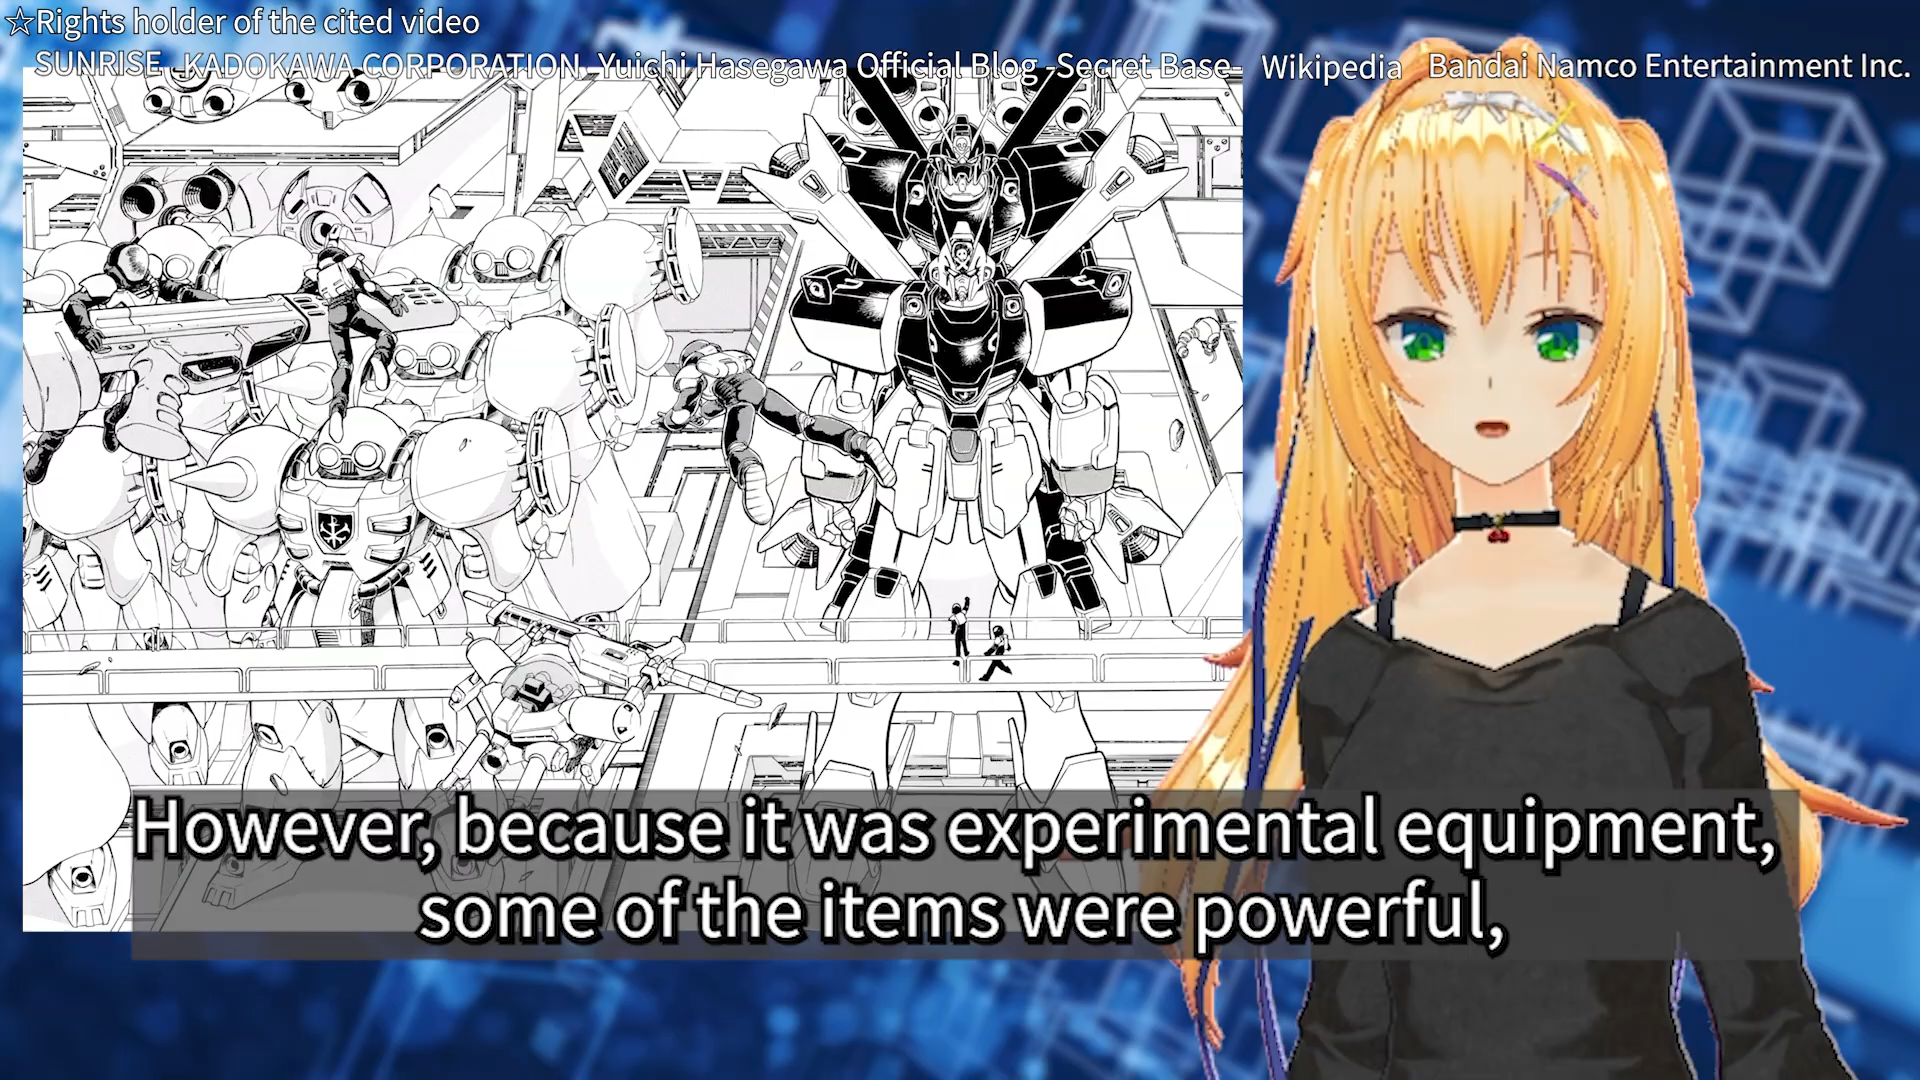 ☆Rights holder of the cited video
SUNRISE KADOKAWA CORPORATION Yuichi Hasegawa Official Blog -Secret Base- Wikipedia Bandai Namco Entertainment Inc.
However, because it was experimental equipment,
some of the items were powerful,